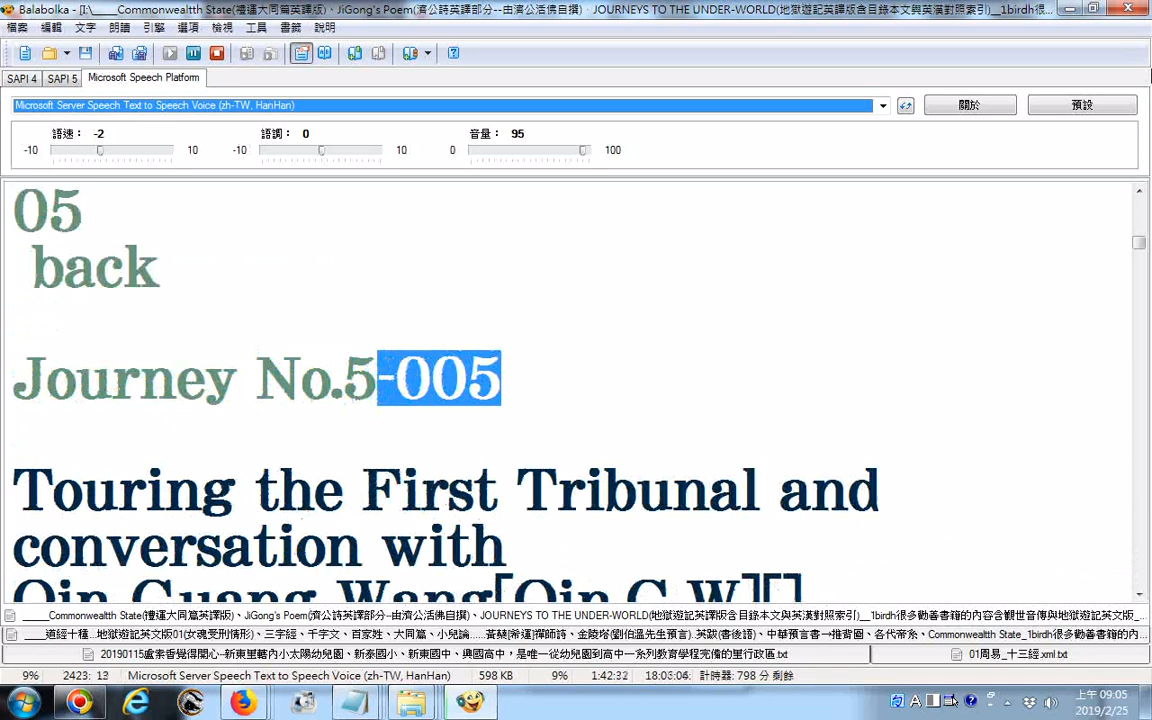 Balabolka - [I:\_____Commonwealtth State(禮運大同篇英譯版)、JiGong's Poem(濟公詩英譯部分--由濟公活佛自撰)﹑JOURNEYS TO THE UNDER-WORLD(地獄遊記英譯版含目錄本文與英漢對照索引)__1birdh很...
檔案 編輯 文字 朗讀 引擎 選項 檢視 工具 書籤 說明
SAPI 4 SAPI 5 Microsoft Speech Platform
Microsoft Server Speech Text to Speech Voice (zh-TW, HanHan) 關於 預設
語速： -2 語調： 0 音量： 95
-10 10 -10 10 0 100
05
back
Journey No.5-005
Touring the First Tribunal and
conversation with
Qin Guang Wang[Qin G.W][]
_____Commonwealtth State(禮運大同篇英譯版)、JiGong's Poem(濟公詩英譯部分--由濟公活佛自撰)﹑JOURNEYS TO THE UNDER-WORLD(地獄遊記英譯版含目錄本文與英漢對照索引)__1birdh很多勸善書籍的內容含觀世音傳與地獄遊記英文版_...
___道經十種...地獄遊記英文版01(女魂受刑情形)、三字經、千字文、百家姓、大同篇、小兒論......黃蘗[希運]禪師詩、金陵塔(劉伯溫先生預言).英歎(書後語)、中華預言書--推背圖、各代帝系、Commonwealth State_1birdh很多勸善書籍的內...
20190115盧素香覺得開心--新東里轄內小太陽幼兒園、新泰國小、新東國中、興國高中，是唯一從幼兒園到高中一系列教育學程完備的里行政區.txt 01周易_十三經.xml.txt
9% 2423: 13 Microsoft Server Speech Text to Speech Voice (zh-TW, HanHan) 598 KB 9% 1:42:32 18:03:04: 計時器: 798 分 剩餘
上午 09:05
2019/2/25